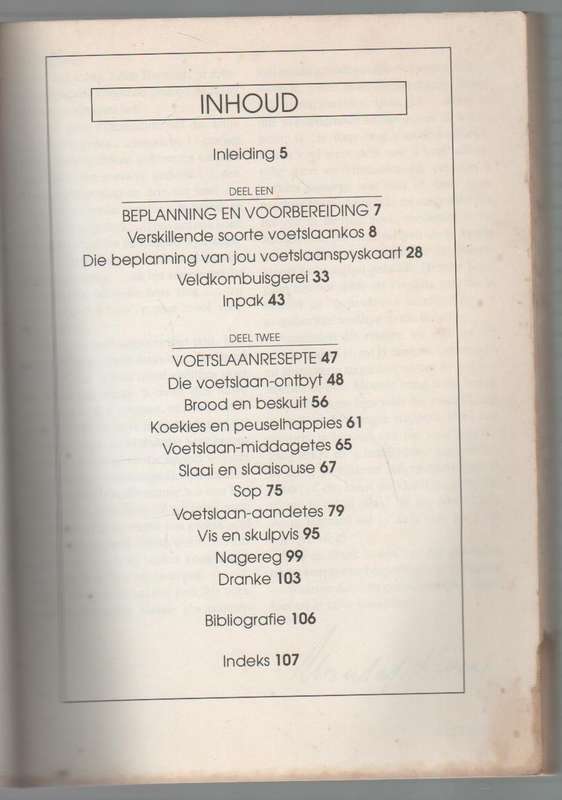 INHOUD
Inleiding 5
DEEL EEN
BEPLANNING EN VOORBEREIDING 7
Verskillende soorte voetslaankos 8
Die beplanning van jou voetslaanspyskaart 28
Veldkombuisgerei 33
Inpak 43
DEEL TWEE
VOETSLAANRESEPTE 47
Die voetslaan-ontbyt 48
Brood en beskuit 56
Koekies en peuselhappies 61
Voetslaan-middagetes 65
Slaai en slaaisouse 67
Sop 75
Voetslaan-aandetes 79
Vis en skulpvis 95
Nagereg 99
Dranke 103
Bibliografie 106
Indeks 107